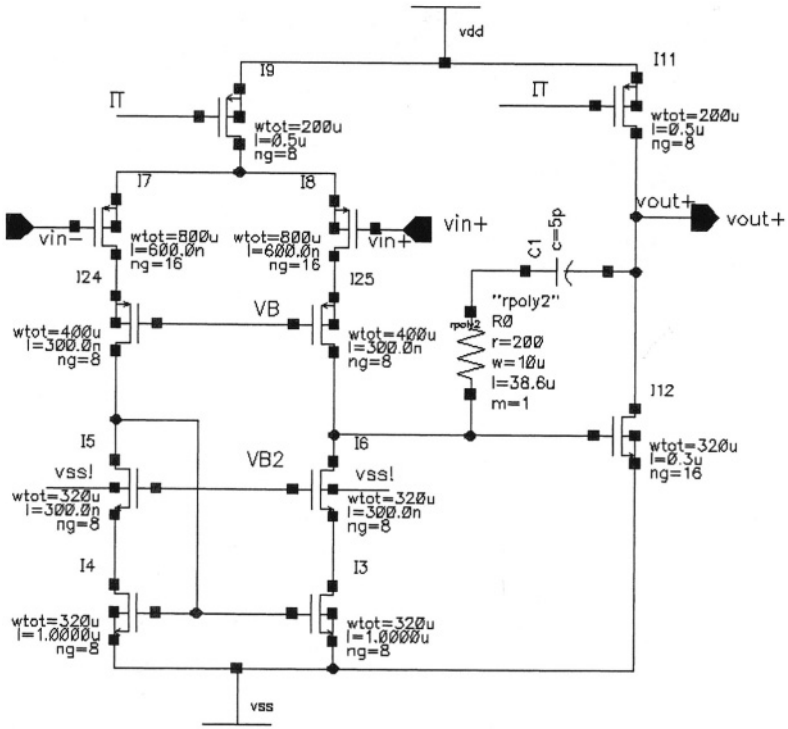 vdd
I9
I11
IT
IT
wtot=200u
l=0.5u
ng=8
wtot=200u
l=0.5u
ng=8
I7
I8
vout+
vout+
vin-
vin+
vin+
wtot=800u
l=600.0n
ng=16
wtot=800u
l=600.0n
ng=16
C1
c=5p
I24
I25
VB
"rpoly2"
rpoly2
R0
r=200
w=10u
l=38.6u
m=1
wtot=400u
l=300.0n
ng=8
wtot=400u
l=300.0n
ng=8
I12
I5
I6
VB2
vss!
vss!
wtot=320u
l=0.3u
ng=16
wtot=320u
l=300.0n
ng=8
wtot=320u
l=300.0n
ng=8
I4
I3
wtot=320u
l=1.0000u
ng=8
wtot=320u
l=1.0000u
ng=8
vss